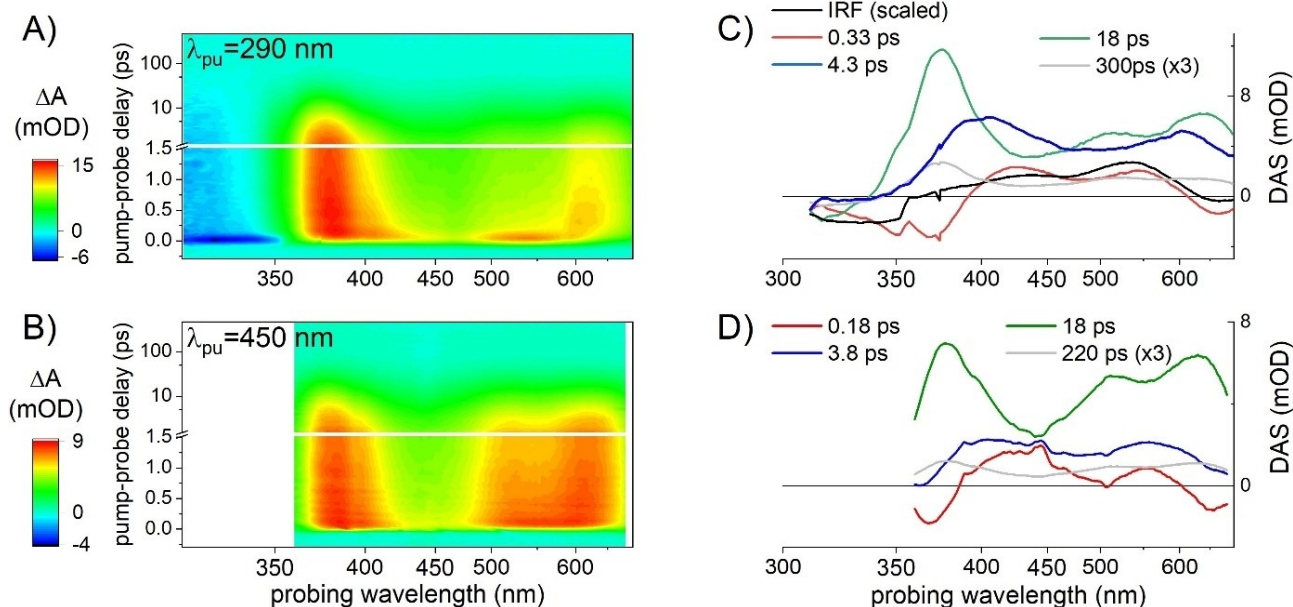 A)
λpu=290 nm
ΔA
(mOD)
15
0
-6
pump-probe delay (ps)
100
10
1.5
1.0
0.5
0.0
350 400 450 500 600
B)
λpu=450 nm
ΔA
(mOD)
9
0
-4
pump-probe delay (ps)
100
10
1.5
1.0
0.5
0.0
350 400 450 500 600
probing wavelength (nm)
C)
IRF (scaled)
0.33 ps 18 ps
4.3 ps 300ps (x3)
8
0
DAS (mOD)
300 350 400 450 500 600
D)
0.18 ps 18 ps
3.8 ps 220 ps (x3)
8
0
DAS (mOD)
300 350 400 450 500 600
probing wavelength (nm)